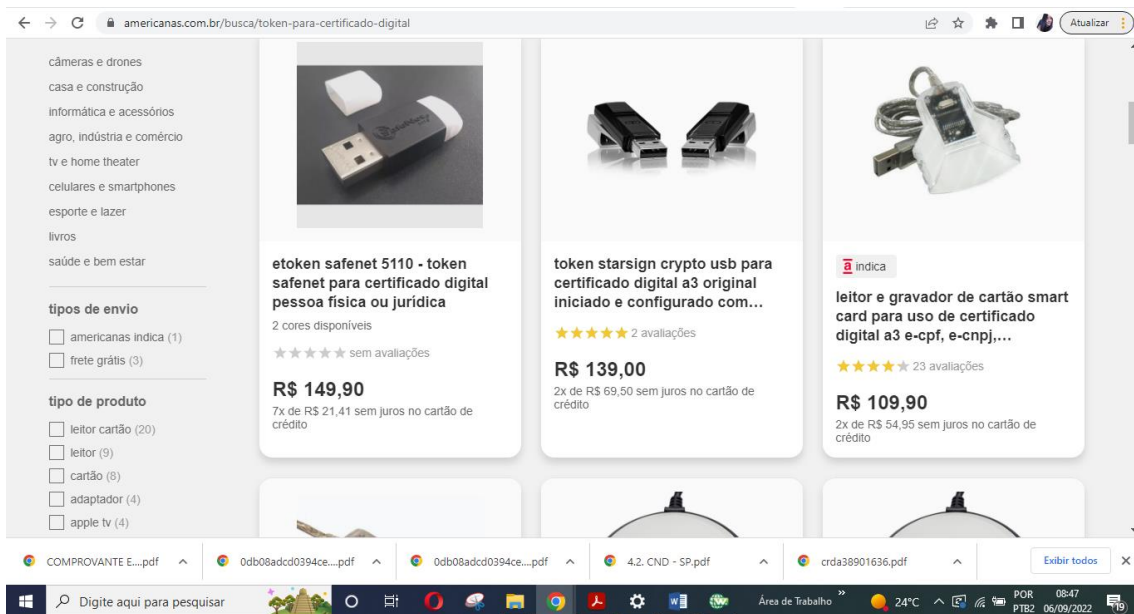 americanas.com.br/busca/token-para-certificado-digital
Atualizar
câmeras e drones
casa e construção
informática e acessórios
agro, indústria e comércio
tv e home theater
celulares e smartphones
esporte e lazer
livros
saúde e bem estar
tipos de envio
americanas indica (1)
frete grátis (3)
tipo de produto
leitor cartão (20)
leitor (9)
cartão (8)
adaptador (4)
apple tv (4)
etoken safenet 5110 - token
safenet para certificado digital
pessoa física ou jurídica
2 cores disponíveis
sem avaliações
R$ 149,90
7x de R$ 21,41 sem juros no cartão de
crédito
token starsign crypto usb para
certificado digital a3 original
iniciado e configurado com...
2 avaliações
R$ 139,00
2x de R$ 69,50 sem juros no cartão de
crédito
a indica
leitor e gravador de cartão smart
card para uso de certificado
digital a3 e-cpf, e-cnpj,...
23 avaliações
R$ 109,90
2x de R$ 54,95 sem juros no cartão de
crédito
COMPROVANTE E....pdf
0db08adcd0394ce....pdf
0db08adcd0394ce....pdf
4.2. CND - SP.pdf
crda38901636.pdf
Exibir todos
Digite aqui para pesquisar
Área de Trabalho
24°C
POR
PTB2
08:47
06/09/2022
19